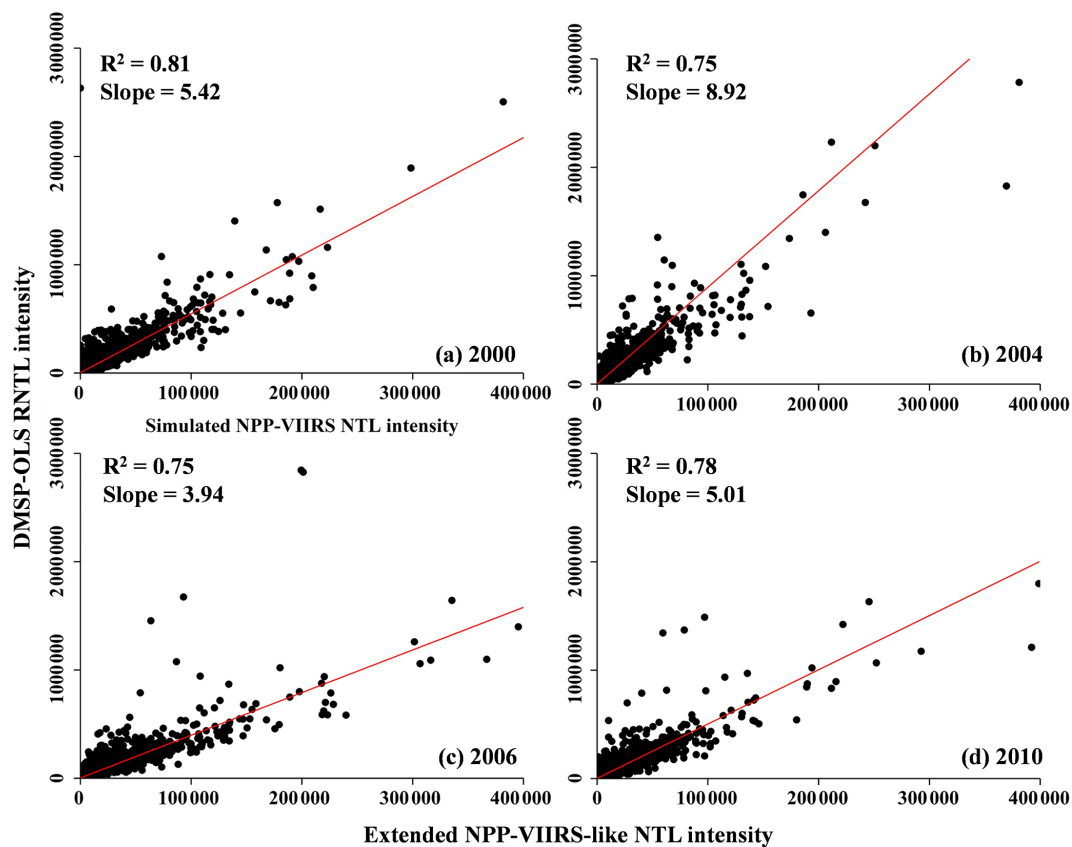 DMSP-OLS RNTL intensity
3000000
2000000
1000000
0
R² = 0.81
Slope = 5.42
(a) 2000
0 100000 200000 300000 400000
Simulated NPP-VIIRS NTL intensity
3000000
2000000
1000000
0
R² = 0.75
Slope = 8.92
(b) 2004
0 100000 200000 300000 400000
3000000
2000000
1000000
0
R² = 0.75
Slope = 3.94
(c) 2006
0 100000 200000 300000 400000
3000000
2000000
1000000
0
R² = 0.78
Slope = 5.01
(d) 2010
0 100000 200000 300000 400000
Extended NPP-VIIRS-like NTL intensity